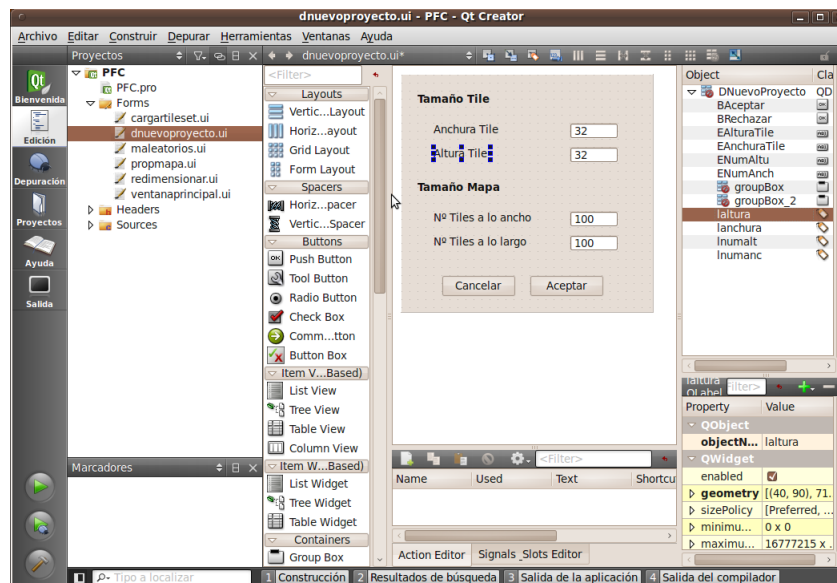 dnuevoproyecto.ui - PFC - Qt Creator
Archivo Editar Construir Depurar Herramientas Ventanas Ayuda
Proyectos
dnuevoproyecto.ui*
Bienvenida
Edición
Depuración
Proyectos
Ayuda
Salida
PFC
PFC.pro
Forms
cargartileset.ui
dnuevoproyecto.ui
maleatorios.ui
propmapa.ui
redimensionar.ui
ventanaprincipal.ui
Headers
Sources
Marcadores
<Filter>
Layouts
Vertic...Layout
Horiz...ayout
Grid Layout
Form Layout
Spacers
Horiz...pacer
Vertic...Spacer
Buttons
Push Button
Tool Button
Radio Button
Check Box
Comm...tton
Button Box
Item V...Based)
List View
Tree View
Table View
Column View
Item W...Based)
List Widget
Tree Widget
Table Widget
Containers
Group Box
Tamaño Tile
Anchura Tile 32
Altura Tile 32
Tamaño Mapa
Nº Tiles a lo ancho 100
Nº Tiles a lo largo 100
Cancelar Aceptar
<Filter>
Name Used Text Shortcu
Action Editor Signals_Slots Editor
Object Cla
DNuevoProyecto QD
BAceptar
BRechazar
EAlturaTile
EAnchuraTile
ENumAltu
ENumAnch
groupBox
groupBox_2
laltura
lanchura
lnumalt
lnumanc
laltura
QLabel
Filter>
Property Value
QObject
objectN... laltura
QWidget
enabled
geometry [(40, 90), 71.
sizePolicy [Preferred, ...
minimu... 0 x 0
maximu... 16777215 x .
Tipo a localizar
1 Construcción 2 Resultados de búsqueda 3 Salida de la aplicación 4 Salida del compilador